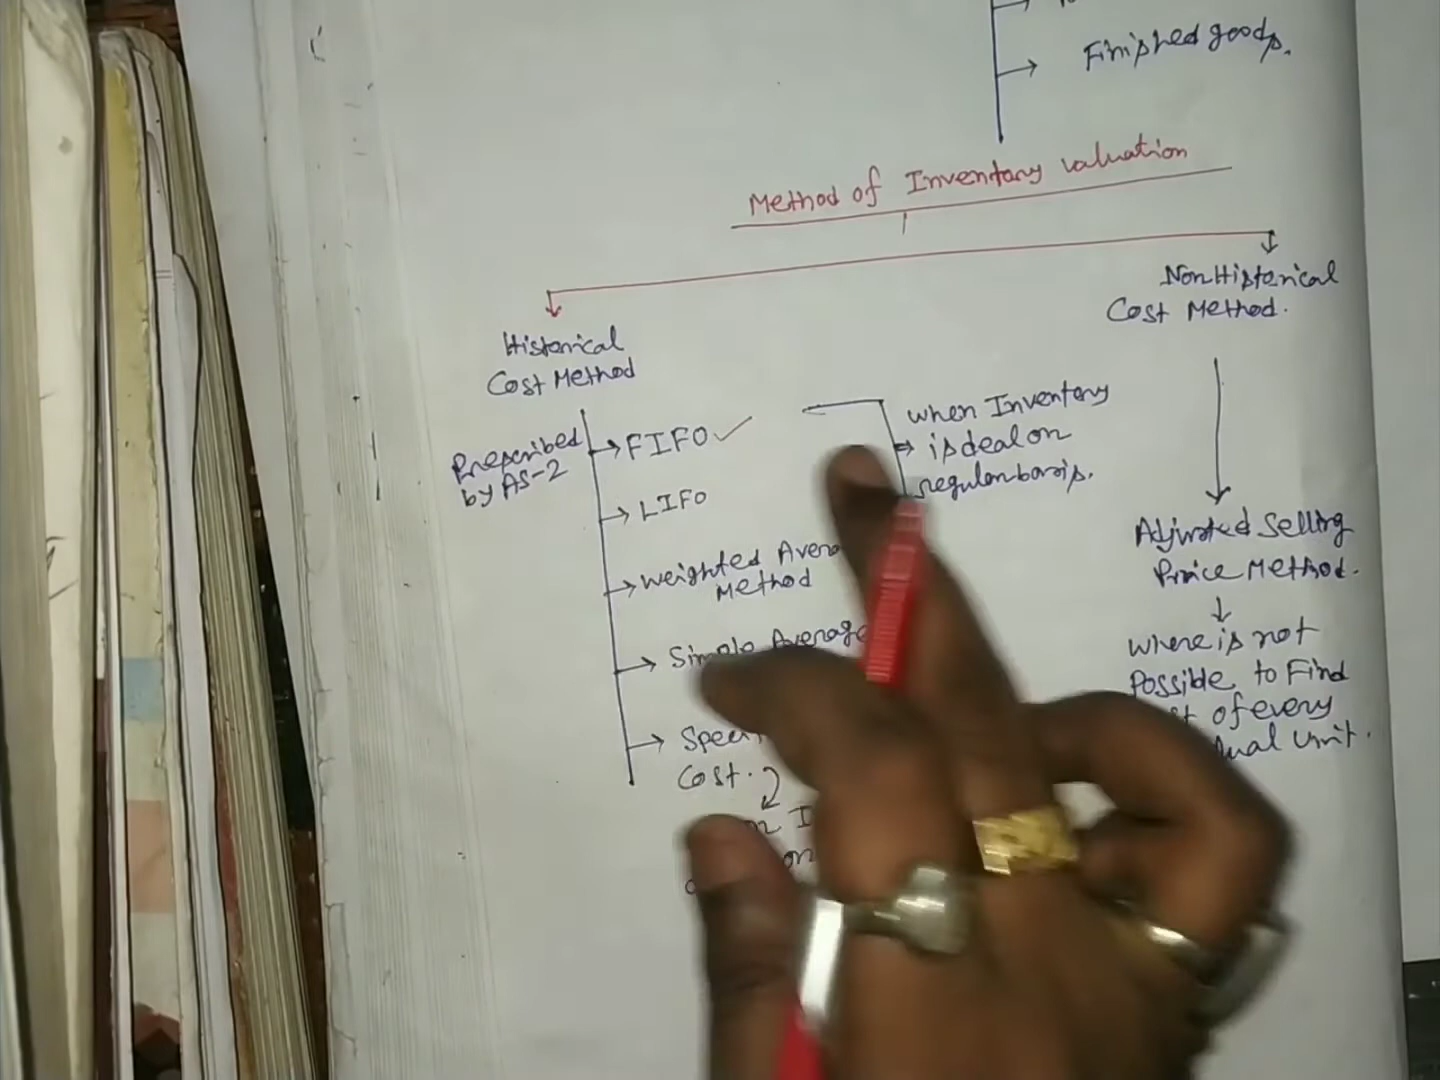 Finished goods.
Method of Inventory valuation
Historical
Cost Method
Non Historical
Cost Method.
Prescribed
by AS-2
FIFO ✓
LIFO
Weighted
Method
Simple Average
Cost.
when Inventory
is deal on
regular basis.
Adjusted Selling
Price Method.
Where is not
Possible to Find
of every
Unit.